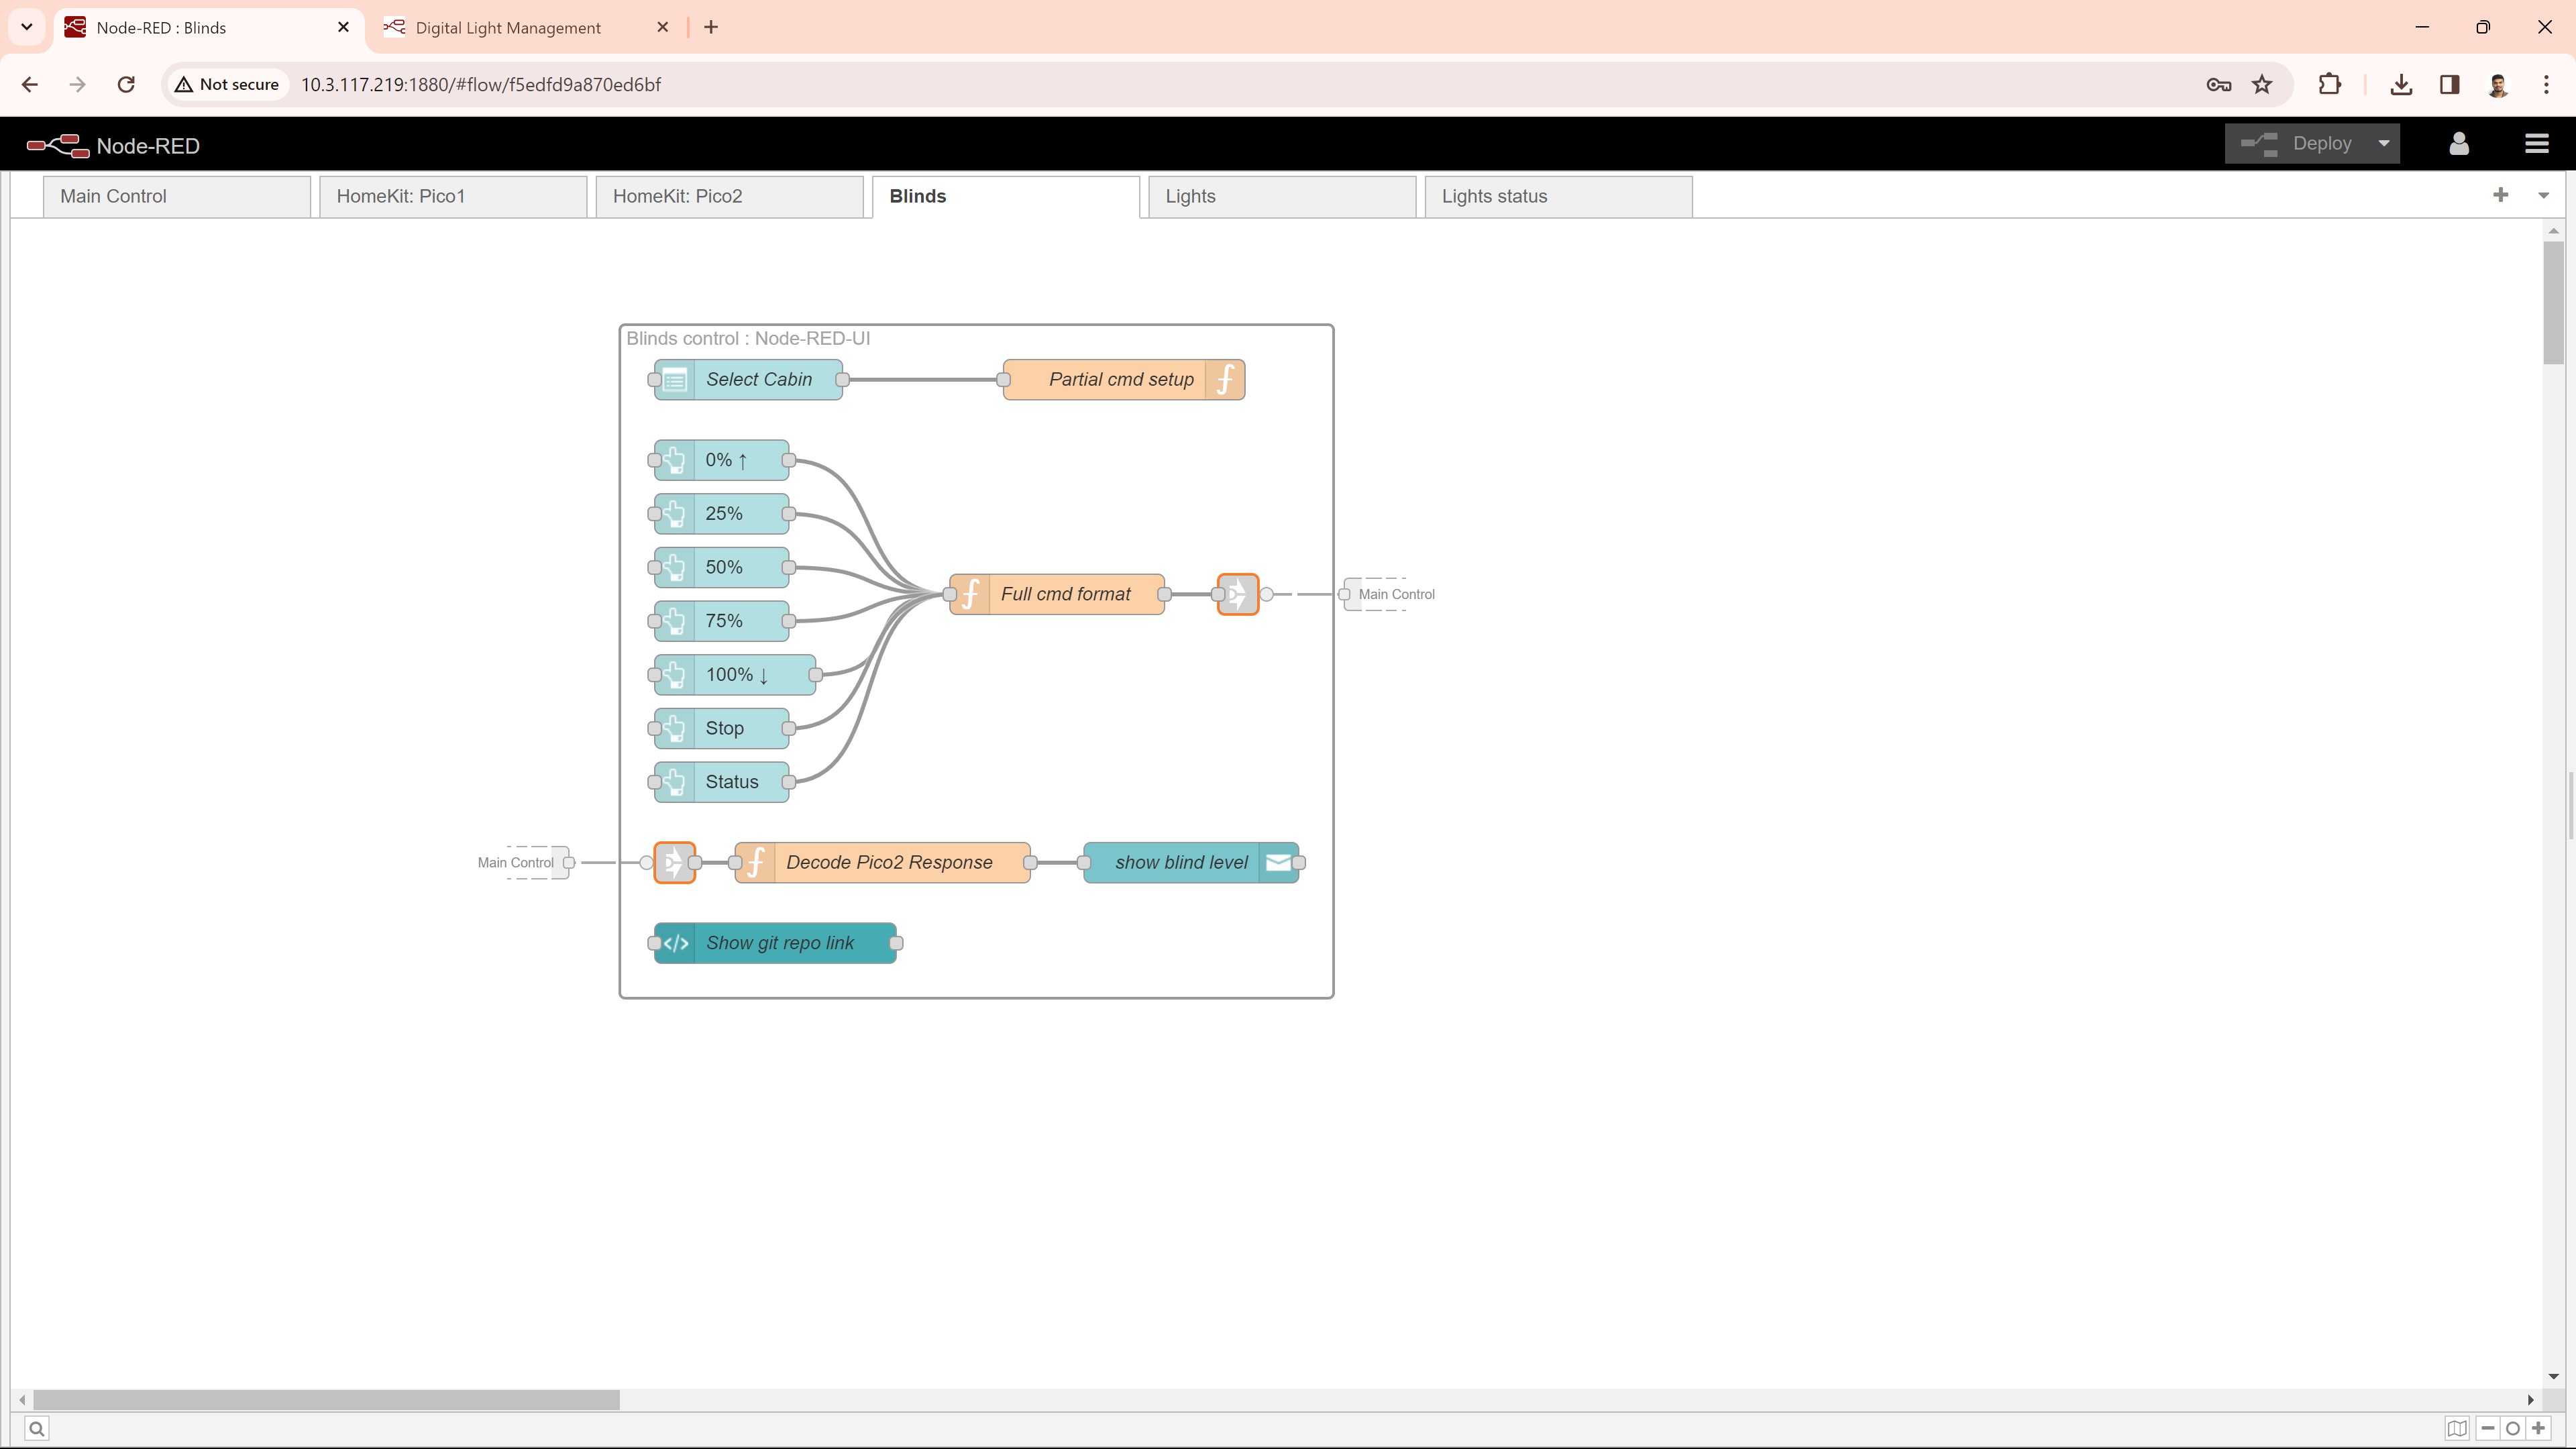 Node-RED : Blinds
Digital Light Management
Not secure
10.3.117.219:1880/#flow/f5edfd9a870ed6bf
Node-RED
Deploy
Main Control
HomeKit: Pico1
HomeKit: Pico2
Blinds
Lights
Lights status
Blinds control : Node-RED-UI
Select Cabin
Partial cmd setup
0% ↑
25%
50%
75%
100% ↓
Stop
Status
Full cmd format
Main Control
Main Control
Decode Pico2 Response
show blind level
Show git repo link